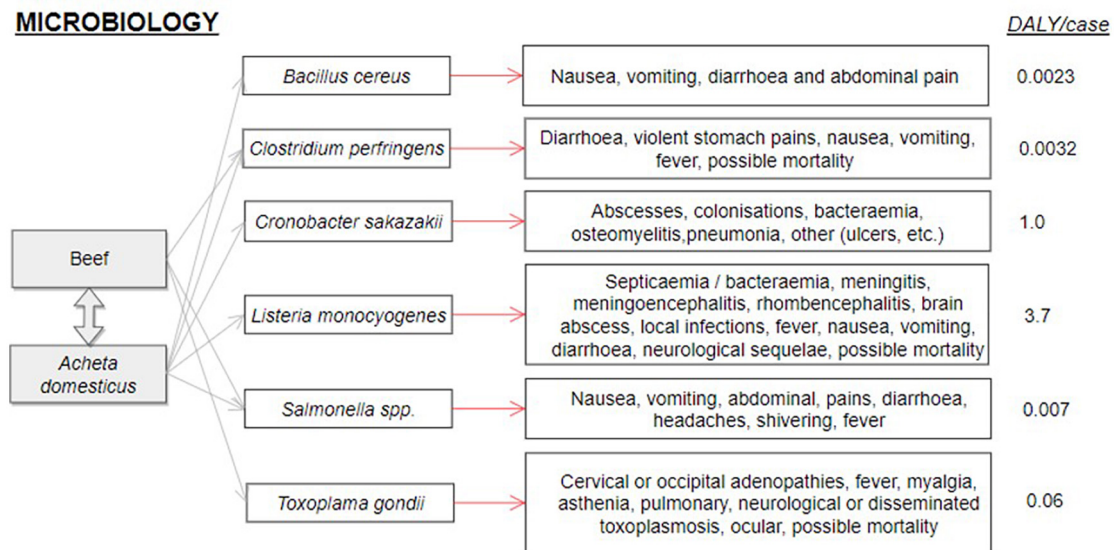 MICROBIOLOGY
DALY/case
Bacillus cereus
Nausea, vomiting, diarrhoea and abdominal pain
0.0023
Clostridium perfringens
Diarrhoea, violent stomach pains, nausea, vomiting,
fever, possible mortality
0.0032
Cronobacter sakazakii
Abscesses, colonisations, bacteraemia,
osteomyelitis,pneumonia, other (ulcers, etc.)
1.0
Beef
Listeria monocyogenes
Septicaemia / bacteraemia, meningitis,
meningoencephalitis, rhombencephalitis, brain
abscess, local infections, fever, nausea, vomiting,
diarrhoea, neurological sequelae, possible mortality
3.7
Acheta
domesticus
Salmonella spp.
Nausea, vomiting, abdominal, pains, diarrhoea,
headaches, shivering, fever
0.007
Toxoplama gondii
Cervical or occipital adenopathies, fever, myalgia,
asthenia, pulmonary, neurological or disseminated
toxoplasmosis, ocular, possible mortality
0.06